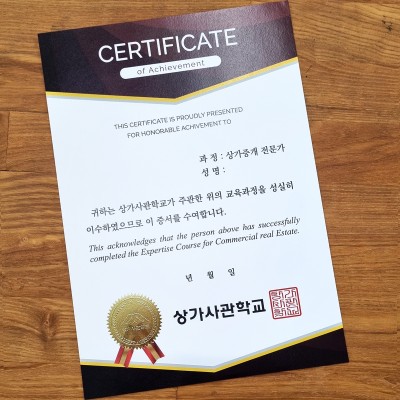 CERTIFICATE
of Achievement
THIS CERTIFICATE IS PROUDLY PRESENTED
FOR HONORABLE ACHIVEMENT TO
과 정 : 상가중개 전문가
성 명 :
귀하는 상가사관학교가 주관한 위의 교육과정을 성실히
이수하였으므로 이 증서를 수여합니다.
This acknowledges that the person above has successfully
completed the Expertise Course for Commercial real Estate.
년 월 일
상가사관학교